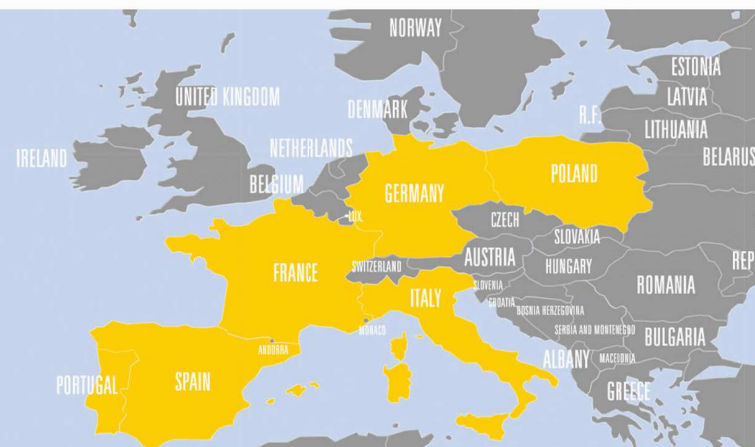 NORWAY
ESTONIA
LATVIA
UNITED KINGDOM
DENMARK
R.F.
LITHUANIA
IRELAND
NETHERLANDS
BELARUS
BELGIUM
GERMANY
POLAND
LUX.
CZECH
SLOVAKIA
FRANCE
SWITZERLAND
AUSTRIA
HUNGARY
REP
ITALY
SLOVENIA
ROMANIA
CROATIA
BOSNIA HERZEGOVINA
MONACO
SERBIA AND MONTENEGRO
BULGARIA
ANDORRA
ALBANY
MACEDONIA
PORTUGAL
SPAIN
GREECE